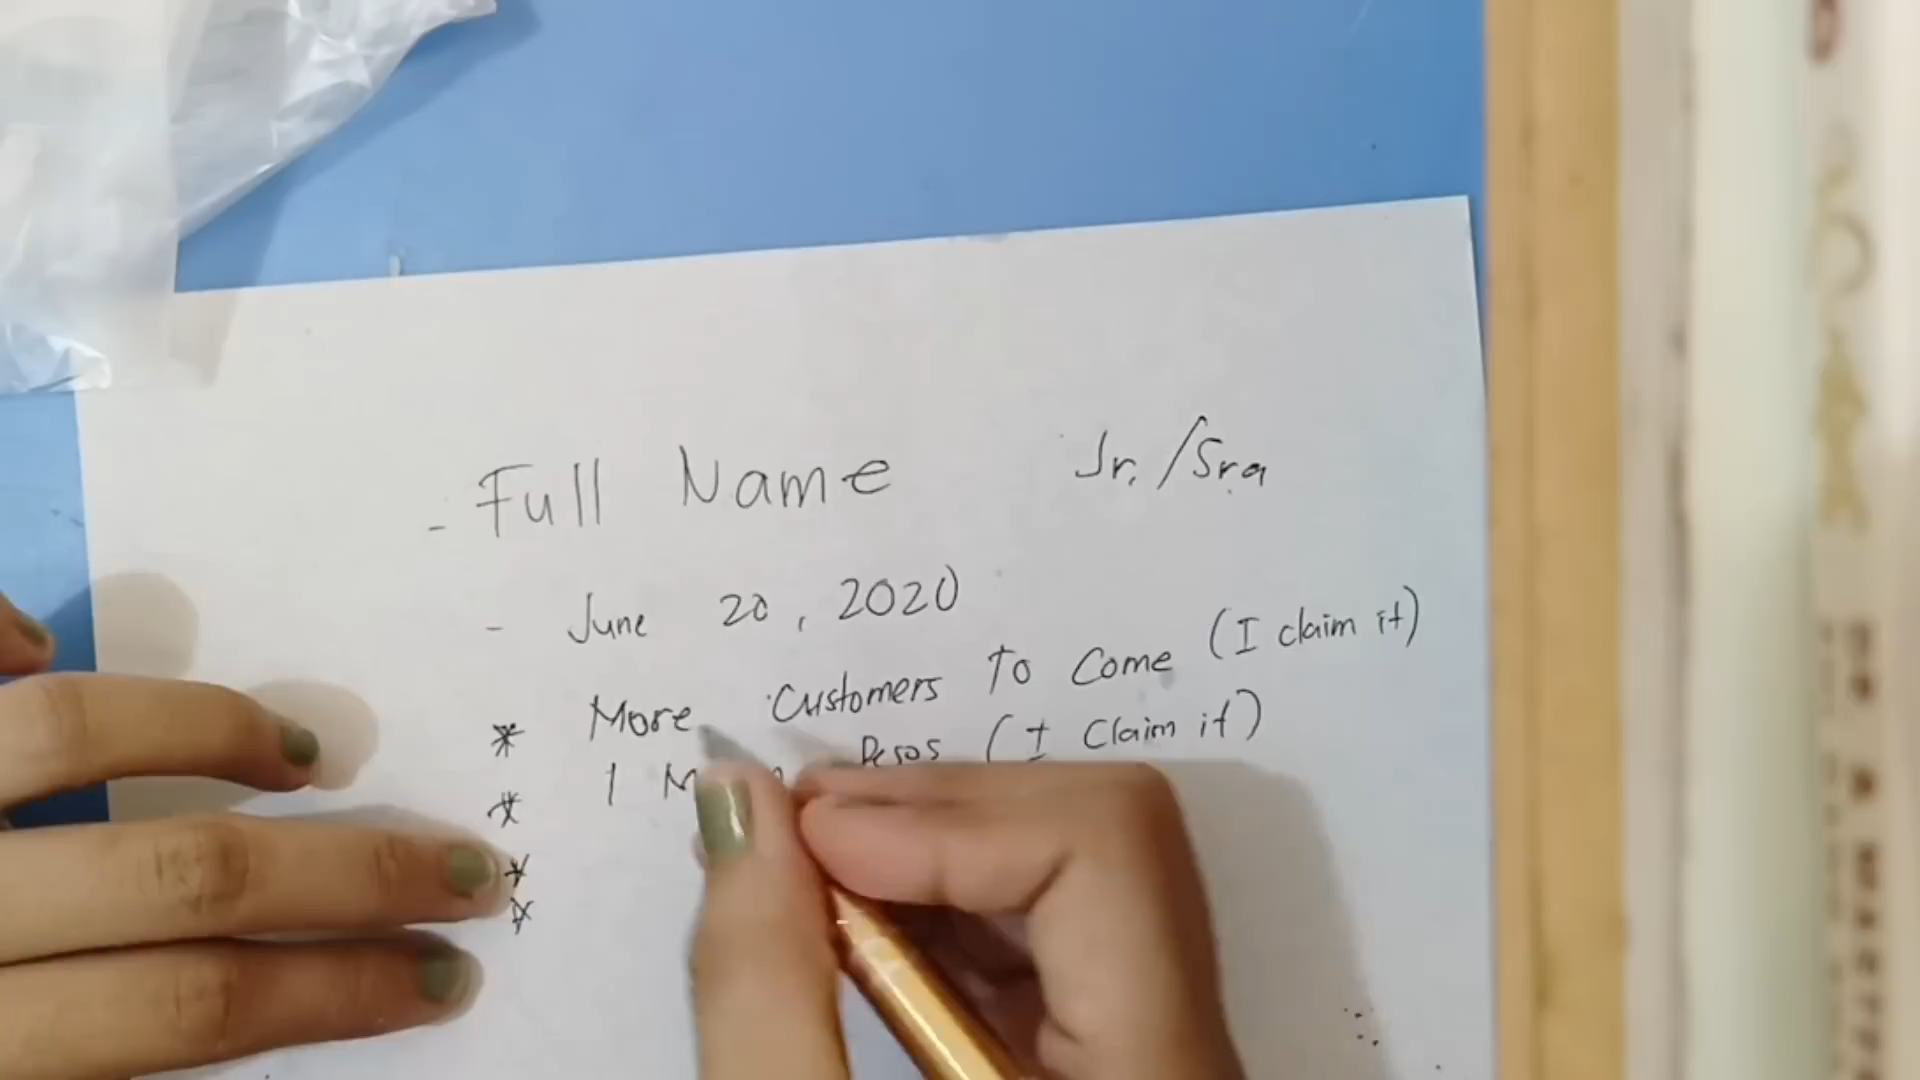 - Full Name Jr./Sra
- June 20, 2020
* More Customers To Come (I claim it)
* 1 Pesos (I Claim it)
*
*